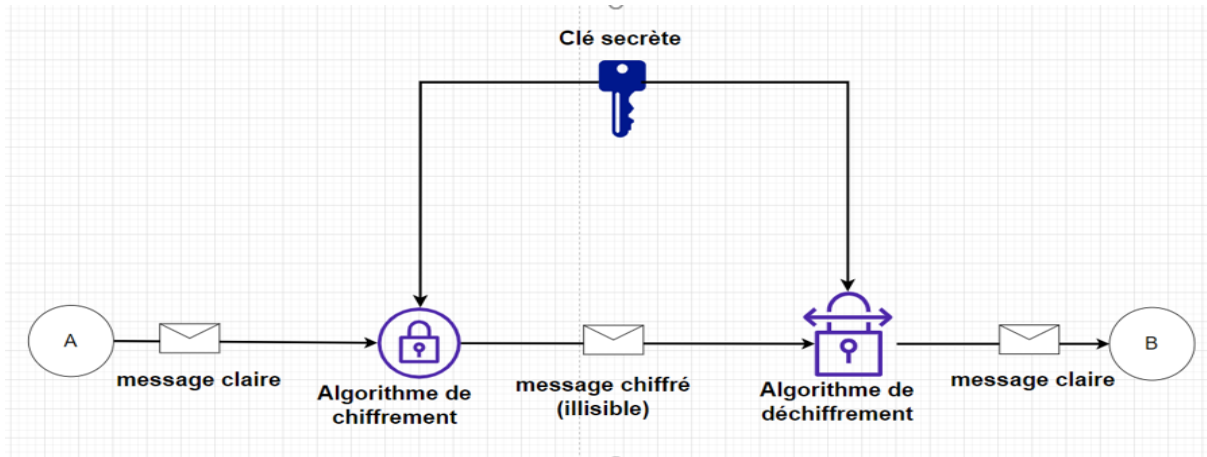 Clé secrète
A
B
message claire
Algorithme de
chiffrement
message chiffré
(illisible)
Algorithme de
déchiffrement
message claire